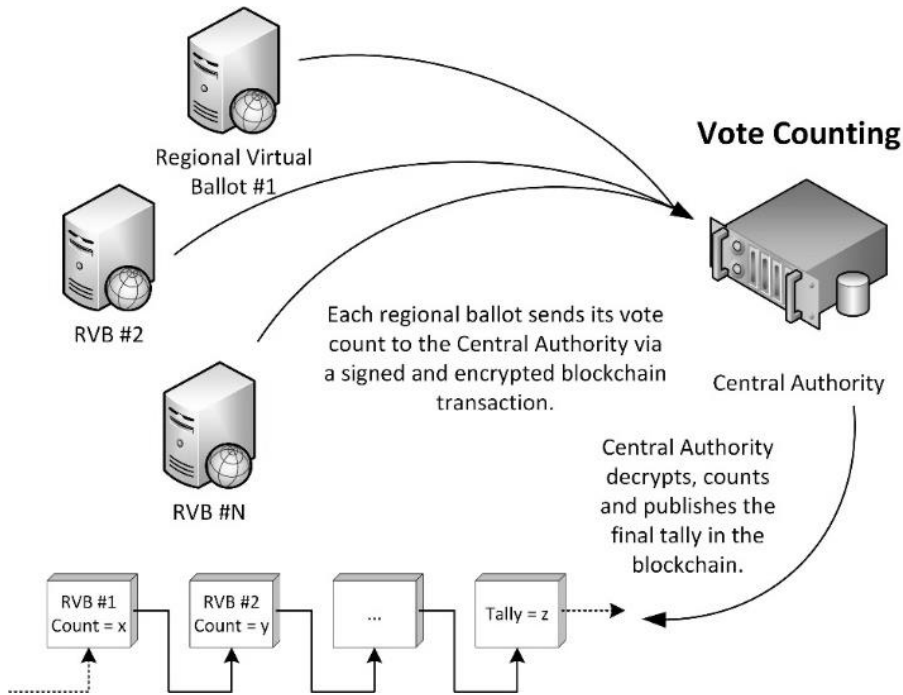 Regional Virtual
Ballot #1
Vote Counting
RVB #2
Each regional ballot sends its vote
count to the Central Authority via
a signed and encrypted blockchain
transaction.
Central Authority
RVB #N
Central Authority
decrypts, counts
and publishes the
final tally in the
blockchain.
RVB #1
Count = x
RVB #2
Count = y
...
Tally = z